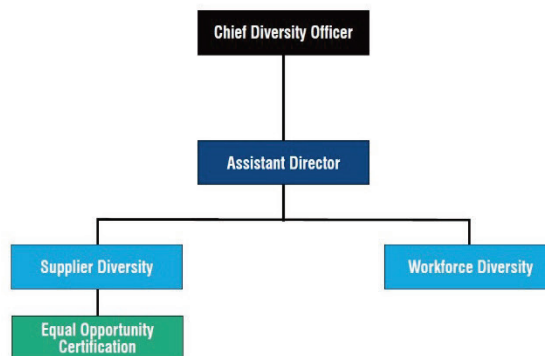 Chief Diversity Officer
Assistant Director
Supplier Diversity
Workforce Diversity
Equal Opportunity
Certification